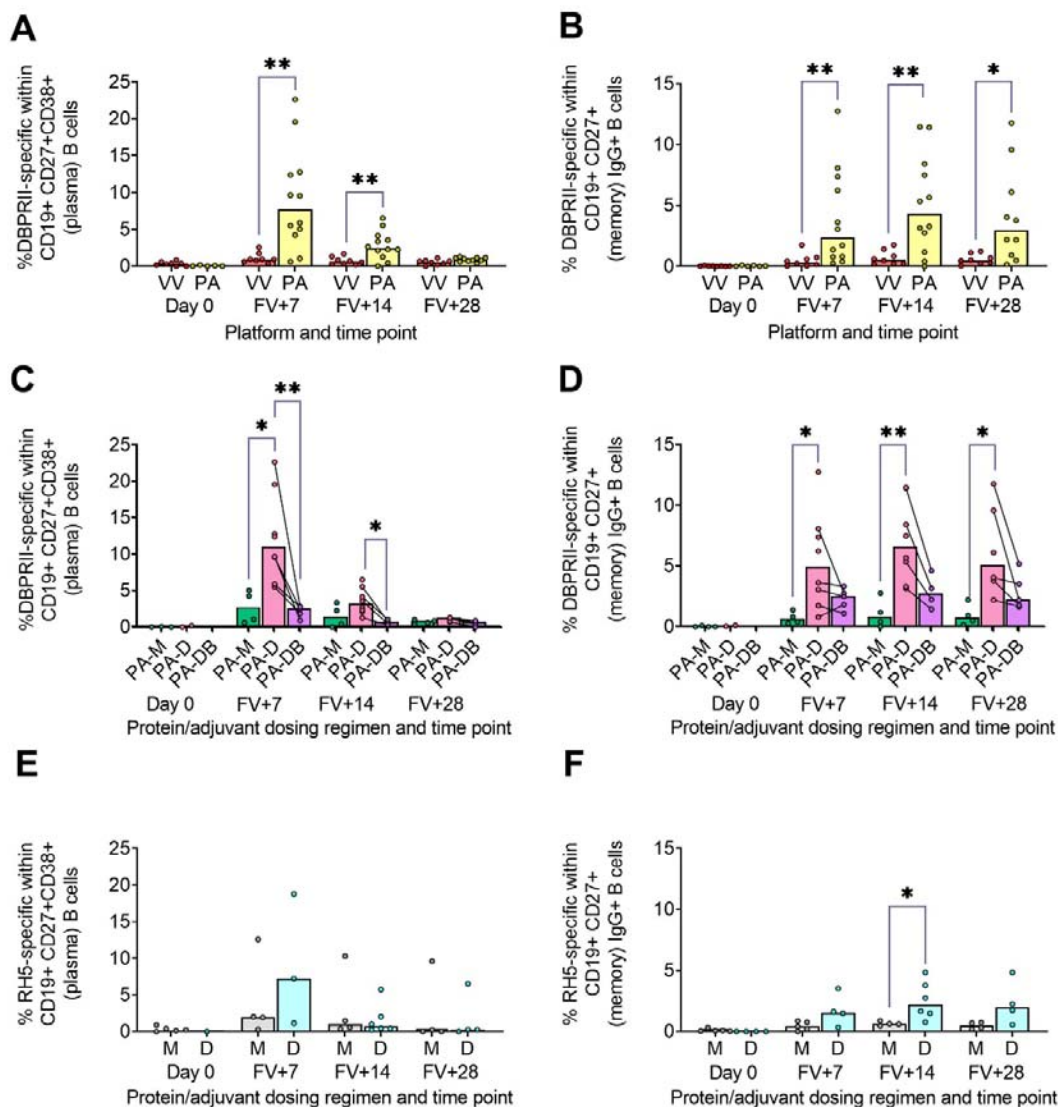 A
%DBPRII-specific within
CD19+ CD27+CD38+
(plasma) B cells
25
20
15
10
5
0
**
**
VV PA VV PA VV PA VV PA
Day 0 FV+7 FV+14 FV+28
Platform and time point
B
% DBPRII-specific within
CD19+ CD27+
(memory) IgG+ B cells
15
10
5
0
**
**
*
VV PA VV PA VV PA VV PA
Day 0 FV+7 FV+14 FV+28
Platform and time point
C
%DBPRII-specific within
CD19+ CD27+CD38+
(plasma) B cells
25
20
15
10
5
0
*
**
*
PA-M PA-D PA-DB PA-M PA-D PA-DB PA-M PA-D PA-DB PA-M PA-D PA-DB
Day 0 FV+7 FV+14 FV+28
Protein/adjuvant dosing regimen and time point
D
% DBPRII-specific within
CD19+ CD27+
(memory) IgG+ B cells
15
10
5
0
*
**
*
PA-M PA-D PA-DB PA-M PA-D PA-DB PA-M PA-D PA-DB PA-M PA-D PA-DB
Day 0 FV+7 FV+14 FV+28
Protein/adjuvant dosing regimen and time point
E
% RH5-specific within
CD19+ CD27+CD38+
(plasma) B cells
25
20
15
10
5
0
M D M D M D M D
Day 0 FV+7 FV+14 FV+28
Protein/adjuvant dosing regimen and time point
F
% RH5-specific within
CD19+ CD27+
(memory) IgG+ B cells
15
10
5
0
*
M D M D M D M D
Day 0 FV+7 FV+14 FV+28
Protein/adjuvant dosing regimen and time point